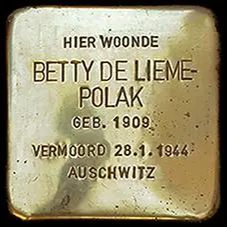 HIER WOONDE
BETTY DE LIEME-
POLAK
GEB. 1909
VERMOORD 28.1.1944
AUSCHWITZ